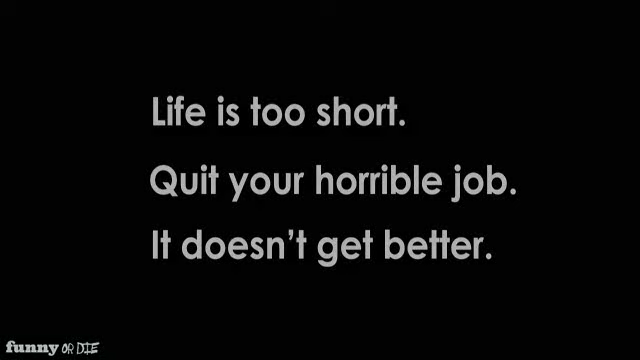 Life is too short.
Quit your horrible job.
It doesn't get better.
funny OR DIE